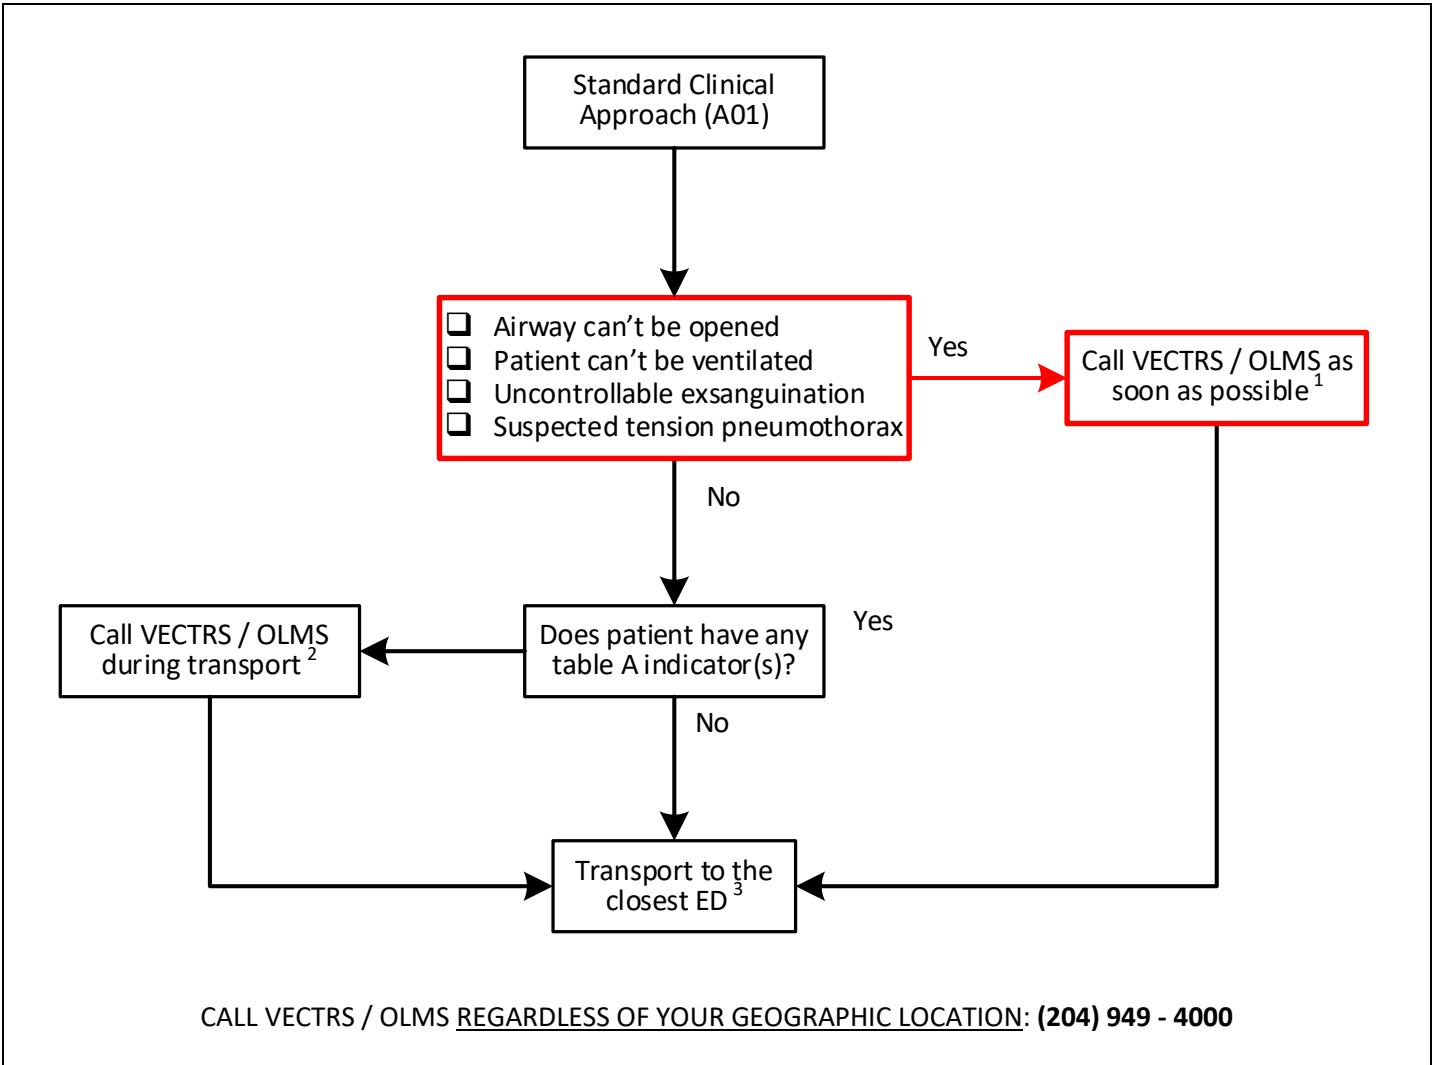 Standard Clinical
Approach (A01)
❑ Airway can’t be opened
❑ Patient can’t be ventilated
❑ Uncontrollable exsanguination
❑ Suspected tension pneumothorax
Yes
Call VECTRS / OLMS as
soon as possible 1
No
Call VECTRS / OLMS
during transport 2
Does patient have any
table A indicator(s)?
Yes
No
Transport to the
closest ED 3
CALL VECTRS / OLMS REGARDLESS OF YOUR GEOGRAPHIC LOCATION: (204) 949 - 4000